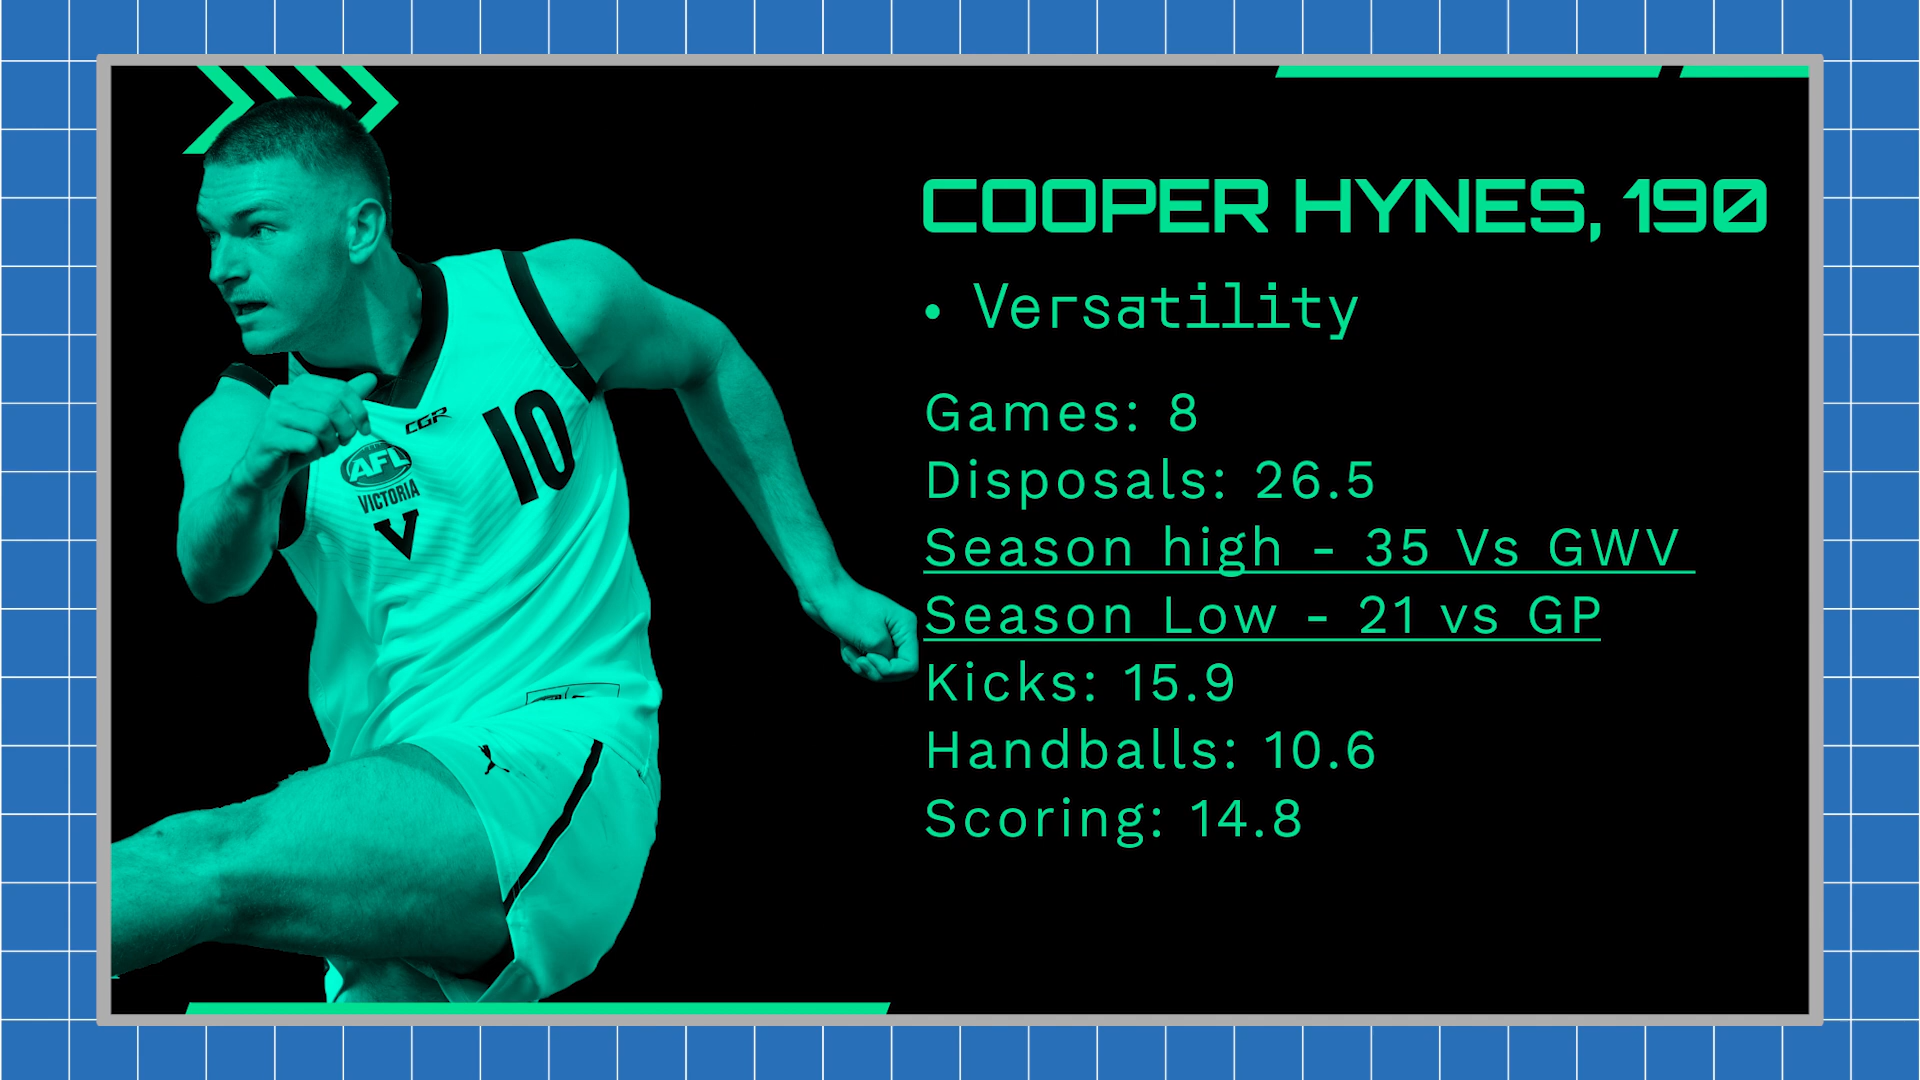 COOPER HYNES, 190
• Versatility
Games: 8
Disposals: 26.5
Season high - 35 Vs GWV
Season Low - 21 vs GP
Kicks: 15.9
Handballs: 10.6
Scoring: 14.8
CGR
10
AFL
VICTORIA
V